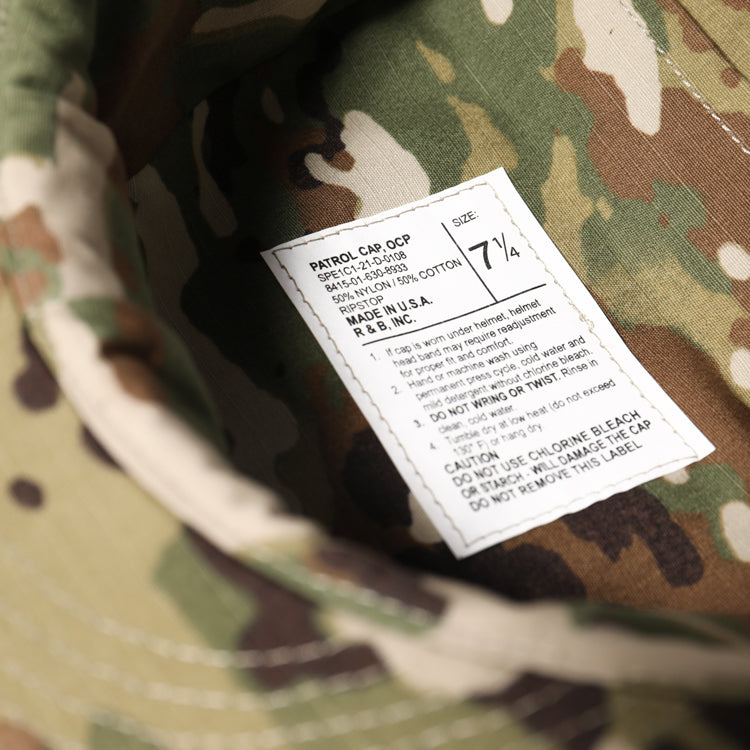 PATROL CAP, OCP
SPE1C1-21-D-0108
8415-01-630-8933
50% NYLON / 50% COTTON
RIPSTOP
MADE IN U.S.A.
R & B, INC.
SIZE:
7 1/4
1. If cap is worn under helmet, helmet
head band may require readjustment
for proper fit and comfort.
2. Hand or machine wash using
permanent press cycle, cold water and
mild detergent without chlorine bleach.
3. DO NOT WRING OR TWIST. Rinse in
clean, cold water.
4. Tumble dry at low heat (do not exceed
130° F) or hang dry.
CAUTION
DO NOT USE CHLORINE BLEACH
OR STARCH - WILL DAMAGE THE CAP
DO NOT REMOVE THIS LABEL